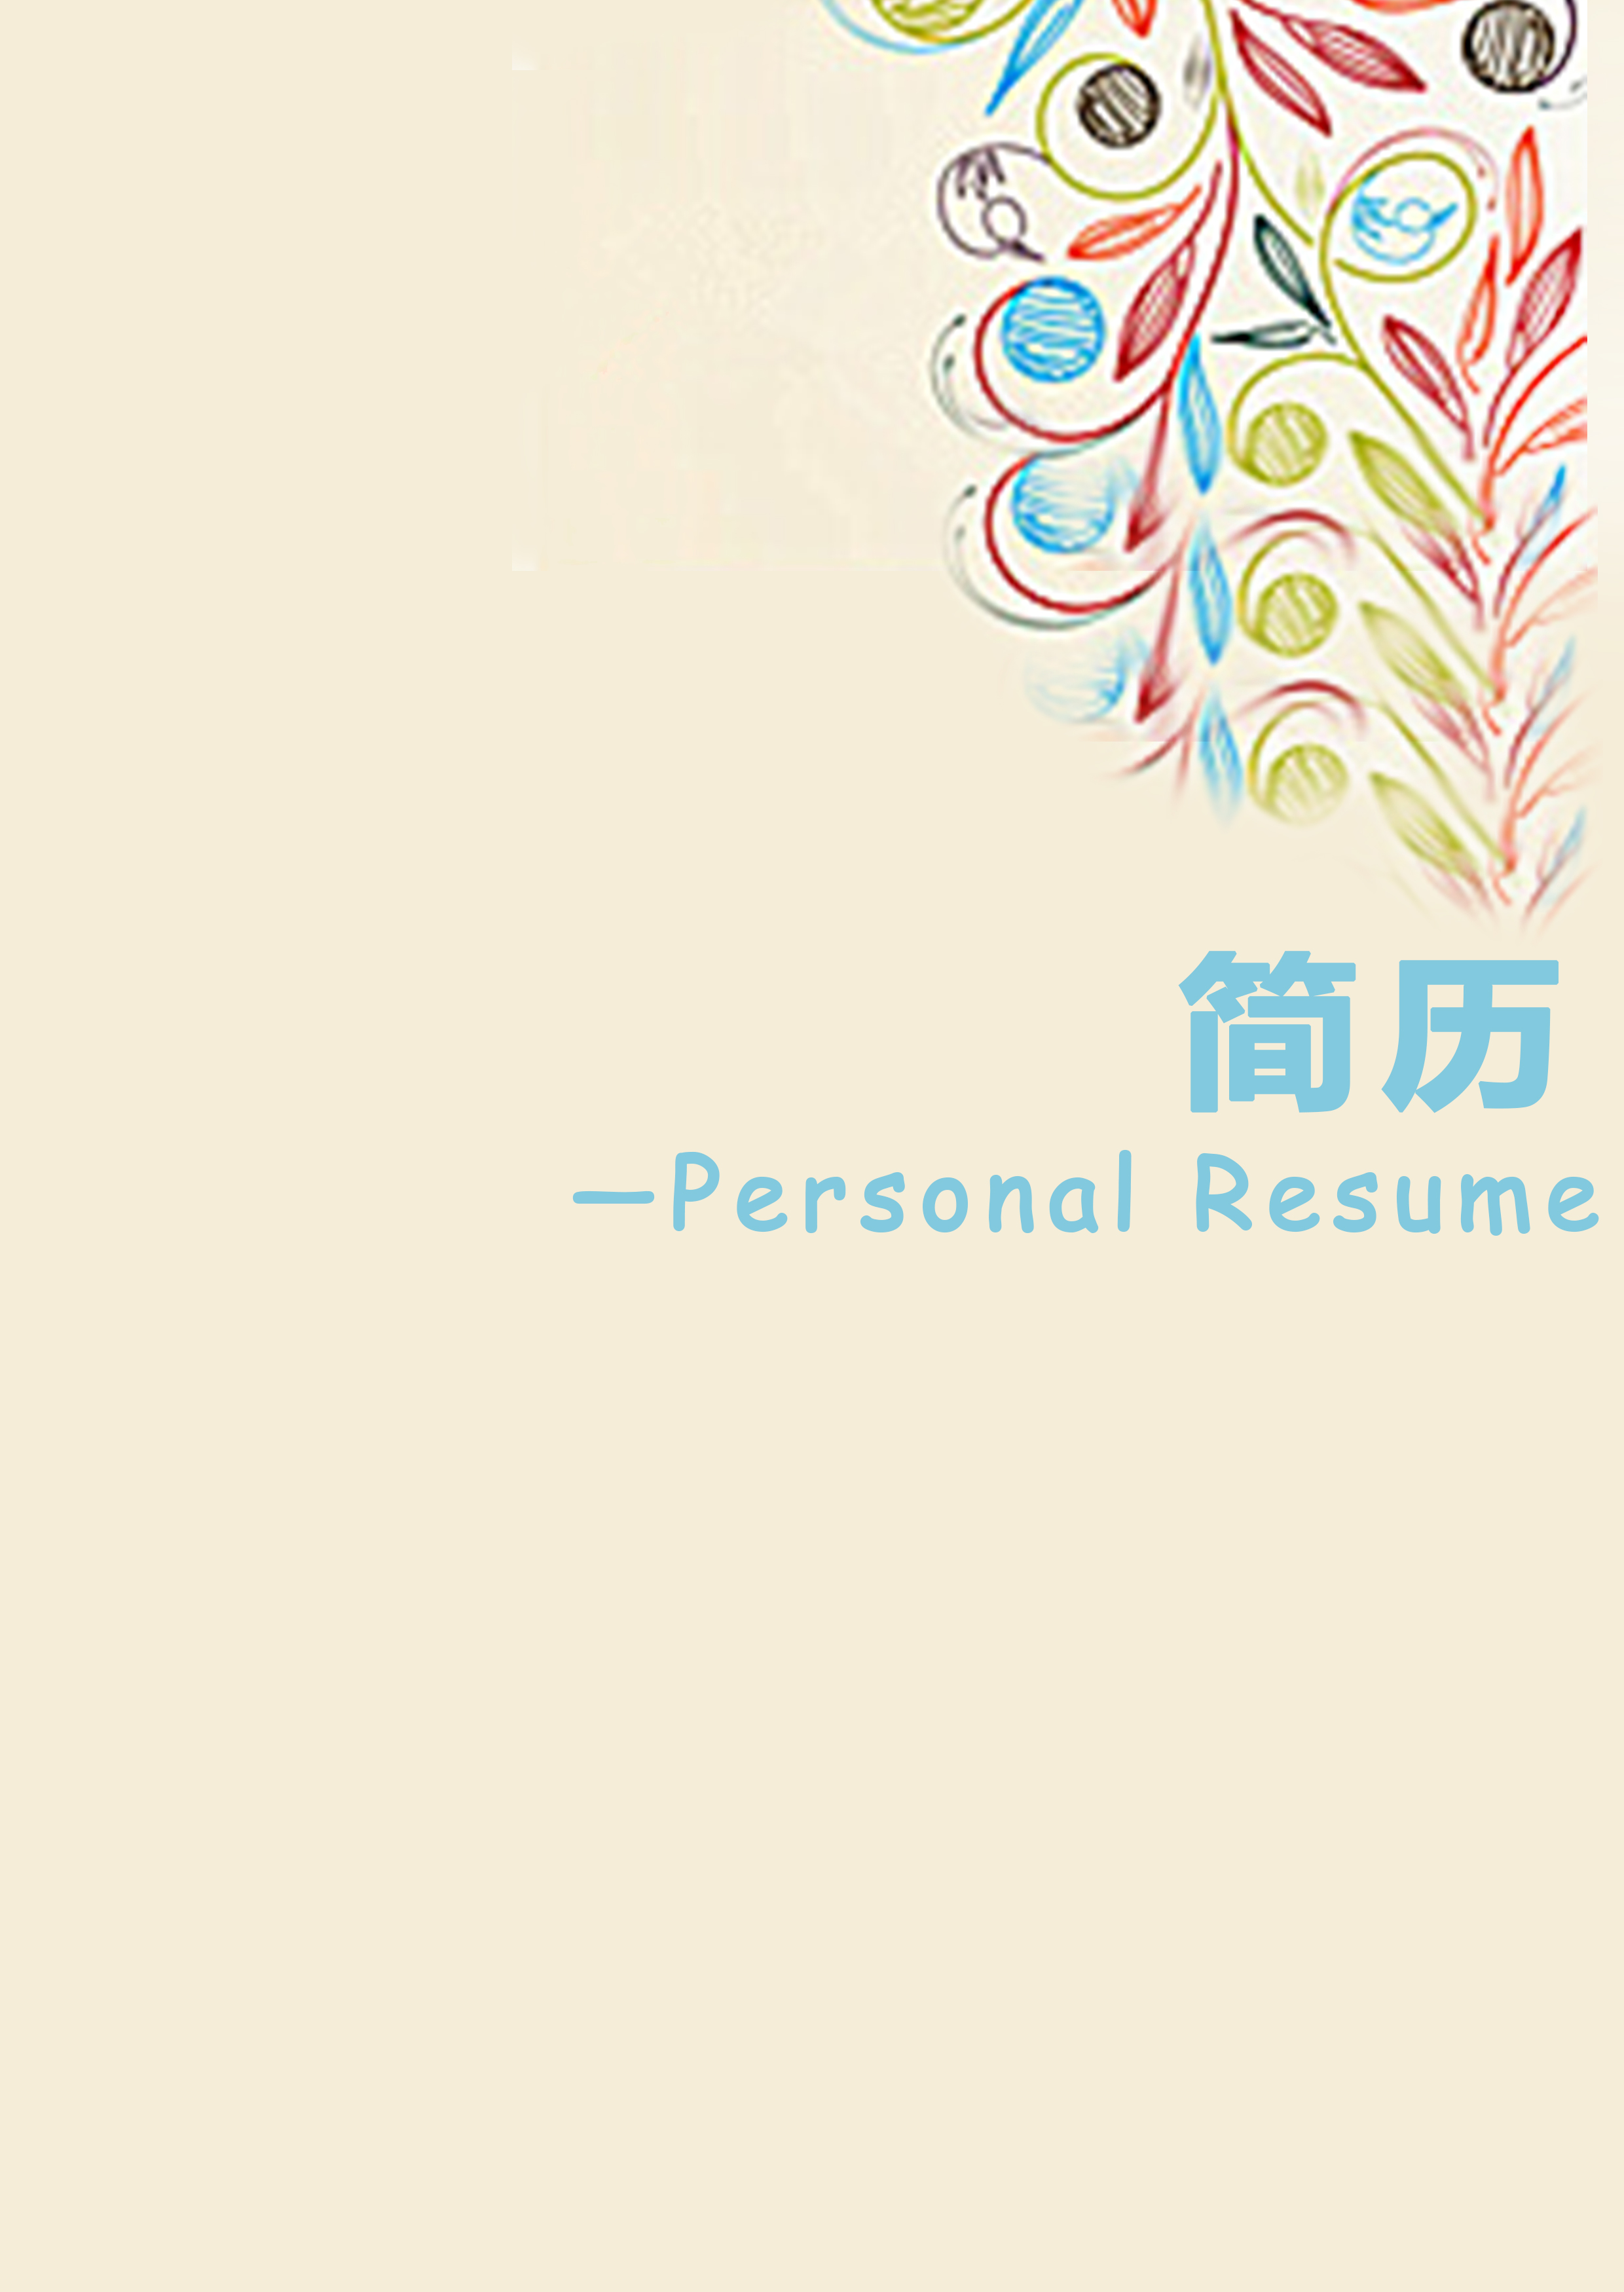 简历
—Personal Resume